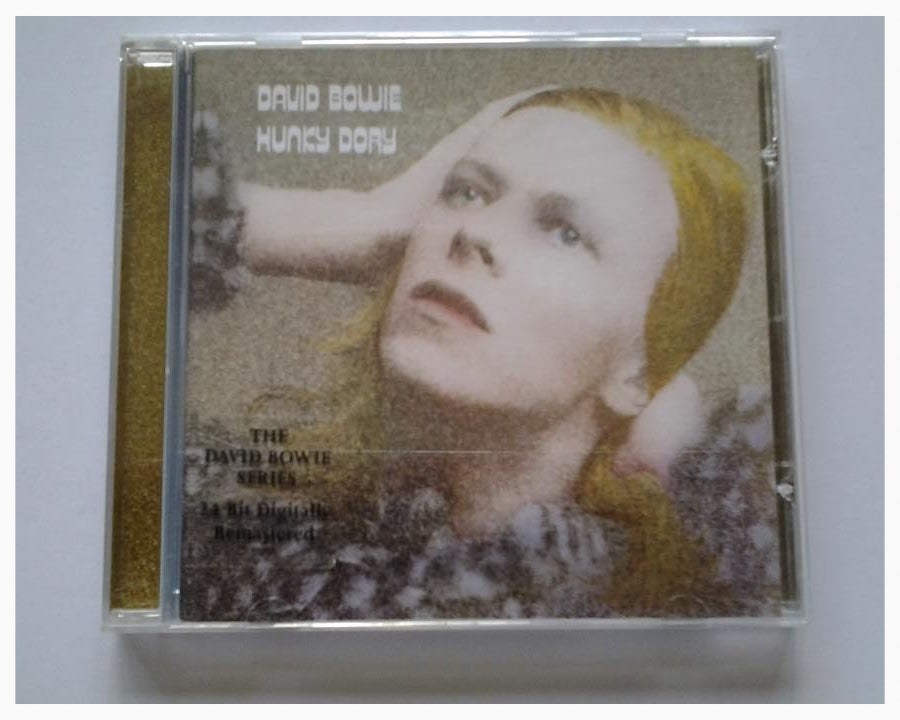 DAVID BOWIE
HUNKY DORY
THE
DAVID BOWIE
SERIES
24 Bit Digitally
Remastered